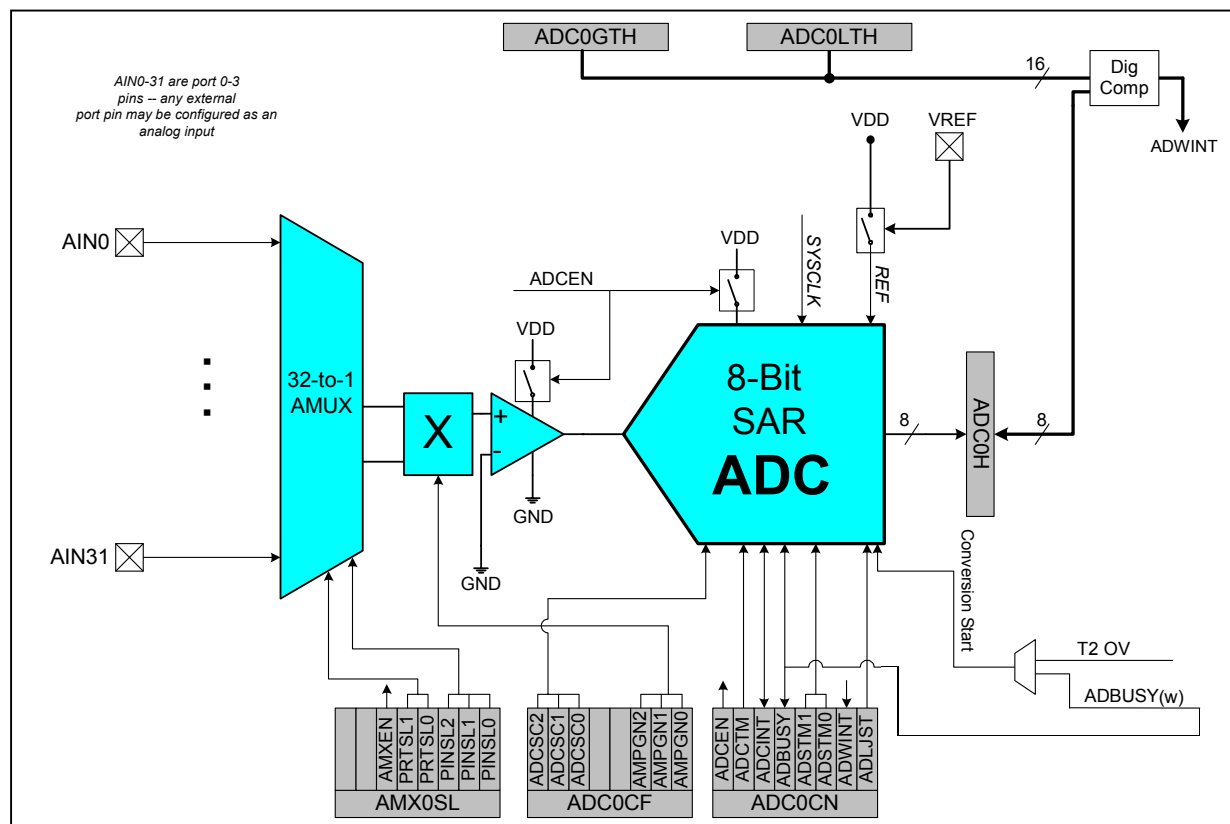 ADC0GTH
ADC0LTH
AIN0-31 are port 0-3
pins -- any external
port pin may be configured as an
analog input
16
Dig
Comp
ADWINT
VDD
VREF
AIN0
VDD
SYSCLK
REF
ADCEN
VDD
32-to-1
AMUX
X
+
-
8-Bit
SAR
ADC
8
ADC0H
8
GND
GND
AIN31
Conversion Start
T2 OV
ADBUSY(w)
AMXEN
PRTSL1
PRTSL0
PINSL2
PINSL1
PINSL0
AMX0SL
ADCSC2
ADCSC1
ADCSC0
AMPGN2
AMPGN1
AMPGN0
ADC0CF
ADCEN
ADCTM
ADCINT
ADBUSY
ADSTM1
ADSTM0
ADWINT
ADLJST
ADC0CN